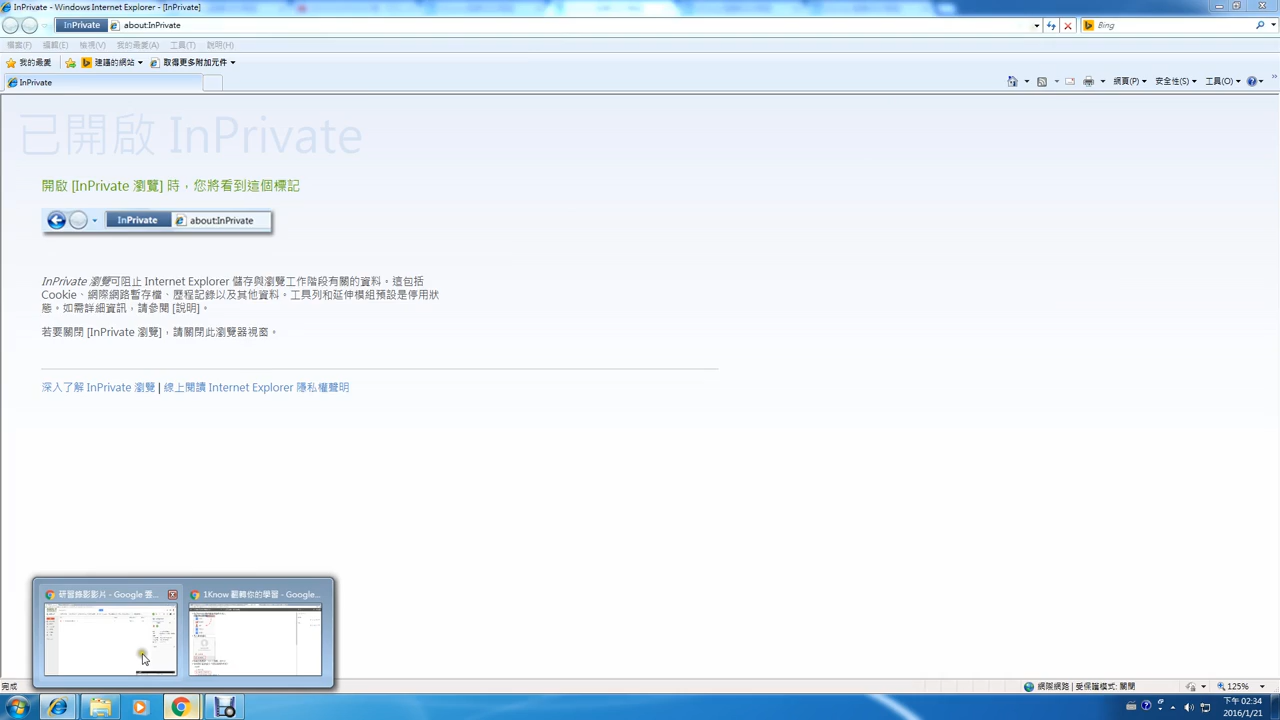 InPrivate - Windows Internet Explorer - [InPrivate]
InPrivate about:InPrivate
Bing
檔案(F) 編輯(E) 檢視(V) 我的最愛(A) 工具(T) 說明(H)
我的最愛 建議的網站 取得更多附加元件
InPrivate
網頁(P) 安全性(S) 工具(O)
已開啟 InPrivate
開啟 [InPrivate 瀏覽] 時，您將看到這個標記
InPrivate about:InPrivate
InPrivate 瀏覽可阻止 Internet Explorer 儲存與瀏覽工作階段有關的資料。這包括
Cookie、網際網路暫存檔、歷程記錄以及其他資料。工具列和延伸模組預設是停用狀
態。如需詳細資訊，請參閱 [說明]。
若要關閉 [InPrivate 瀏覽]，請關閉此瀏覽器視窗。
深入了解 InPrivate 瀏覽 | 線上閱讀 Internet Explorer 隱私權聲明
研習錄影影片 - Google 雲...
1Know 翻轉你的學習 - Google...
完成
網際網路 | 受保護模式: 關閉
125%
下午 02:34
2016/1/21